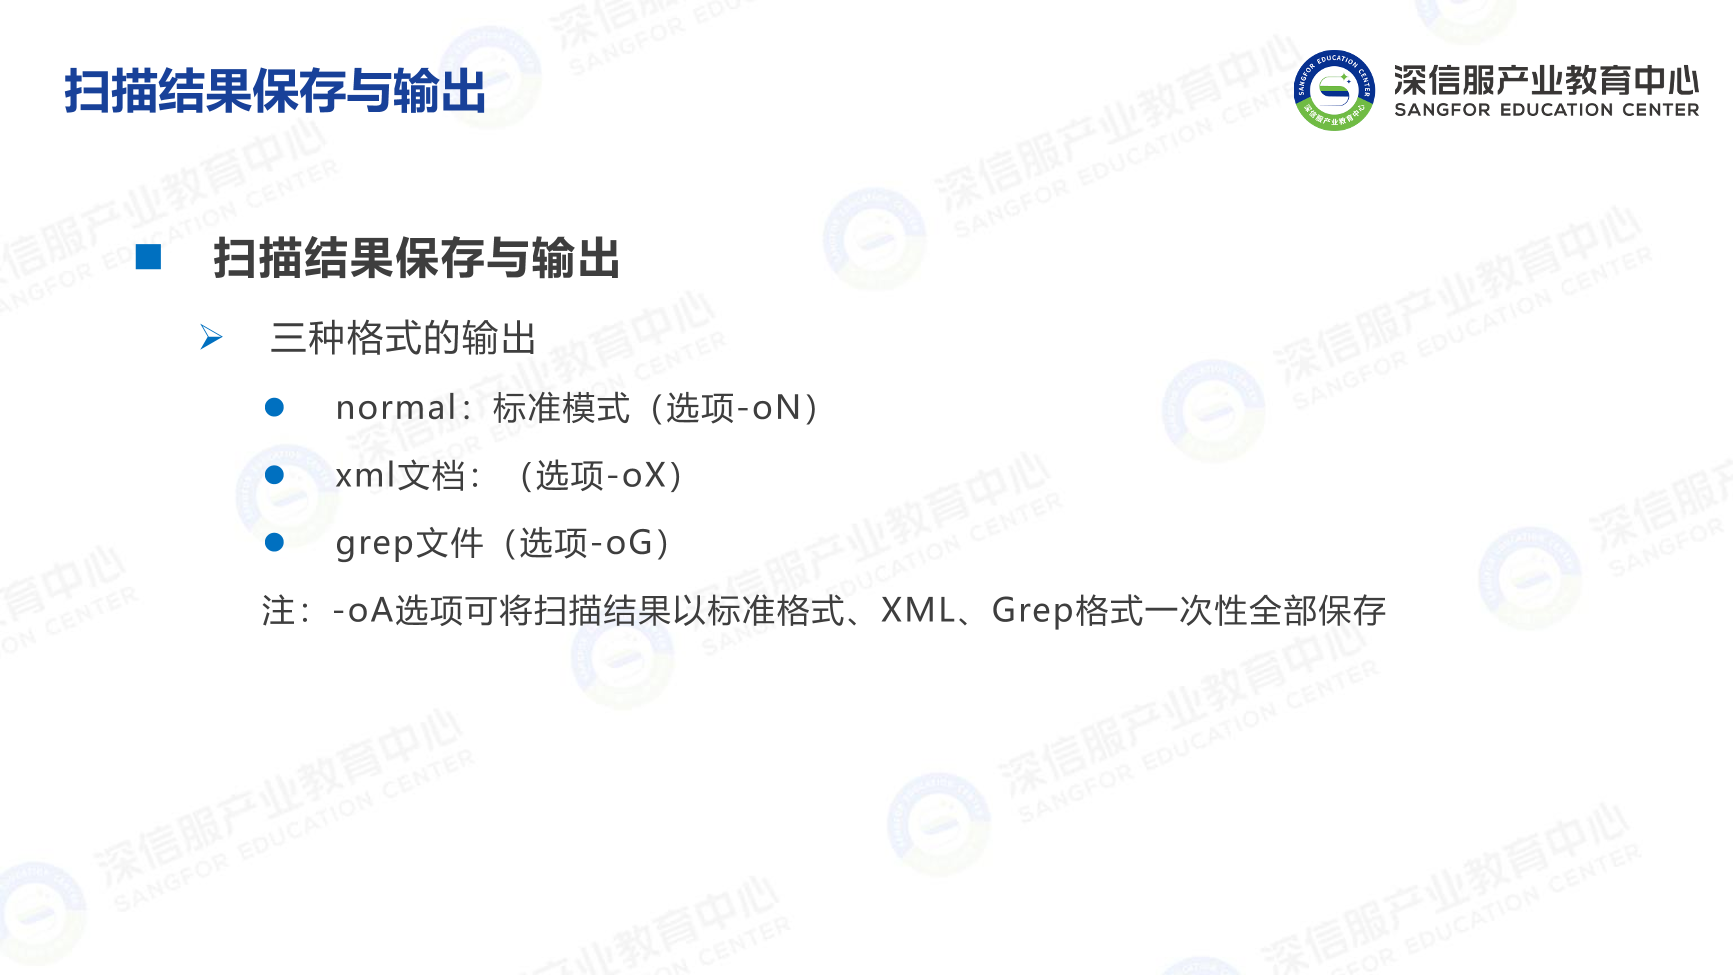 扫描结果保存与输出
深信服产业教育中心
SANGFOR EDUCATION CENTER
扫描结果保存与输出
三种格式的输出
normal：标准模式（选项-oN）
xml文档：（选项-oX）
grep文件（选项-oG）
注：-oA选项可将扫描结果以标准格式、XML、Grep格式一次性全部保存